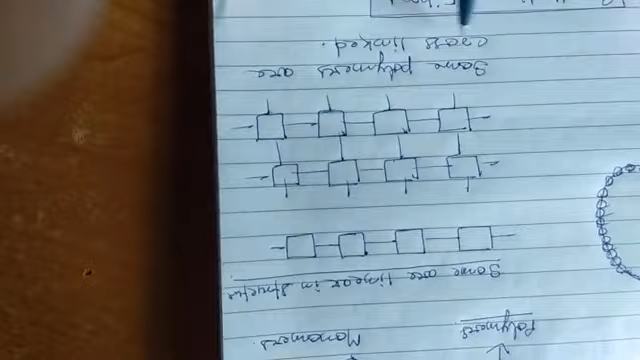 Polymers Monomers.
Some are linear in structure
Some polymers are
cross linked.